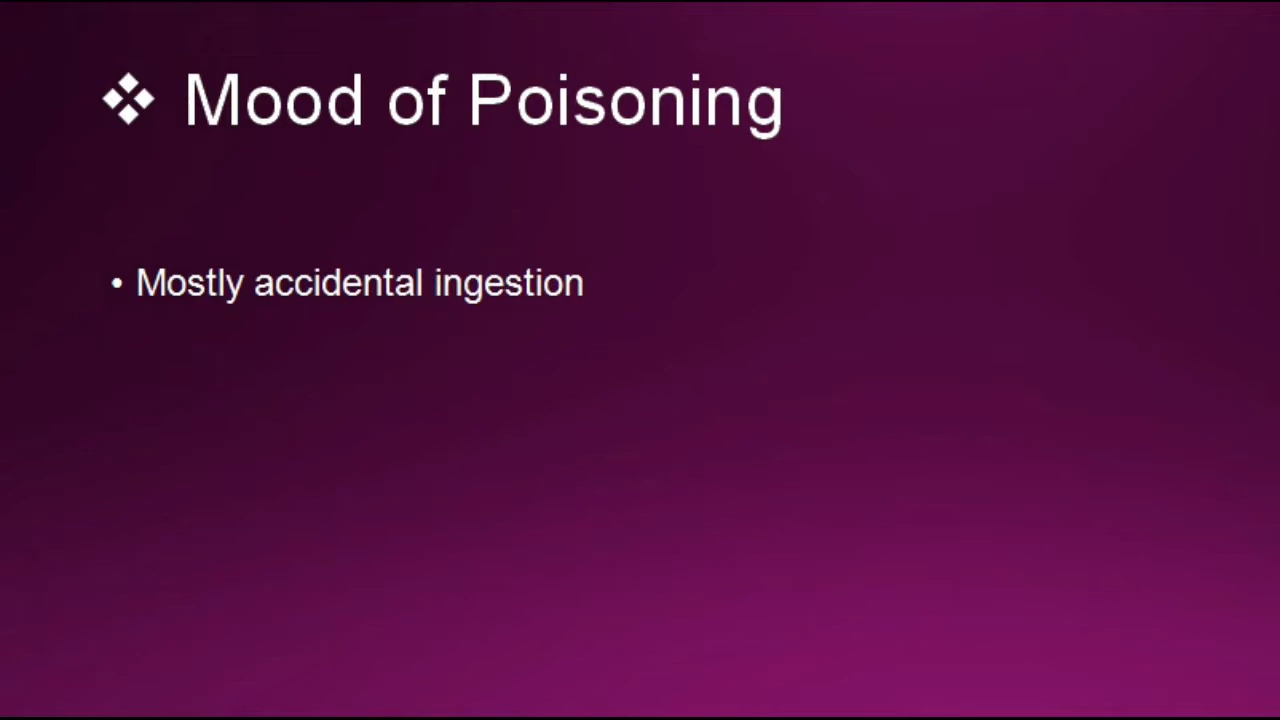 ❖ Mood of Poisoning
• Mostly accidental ingestion